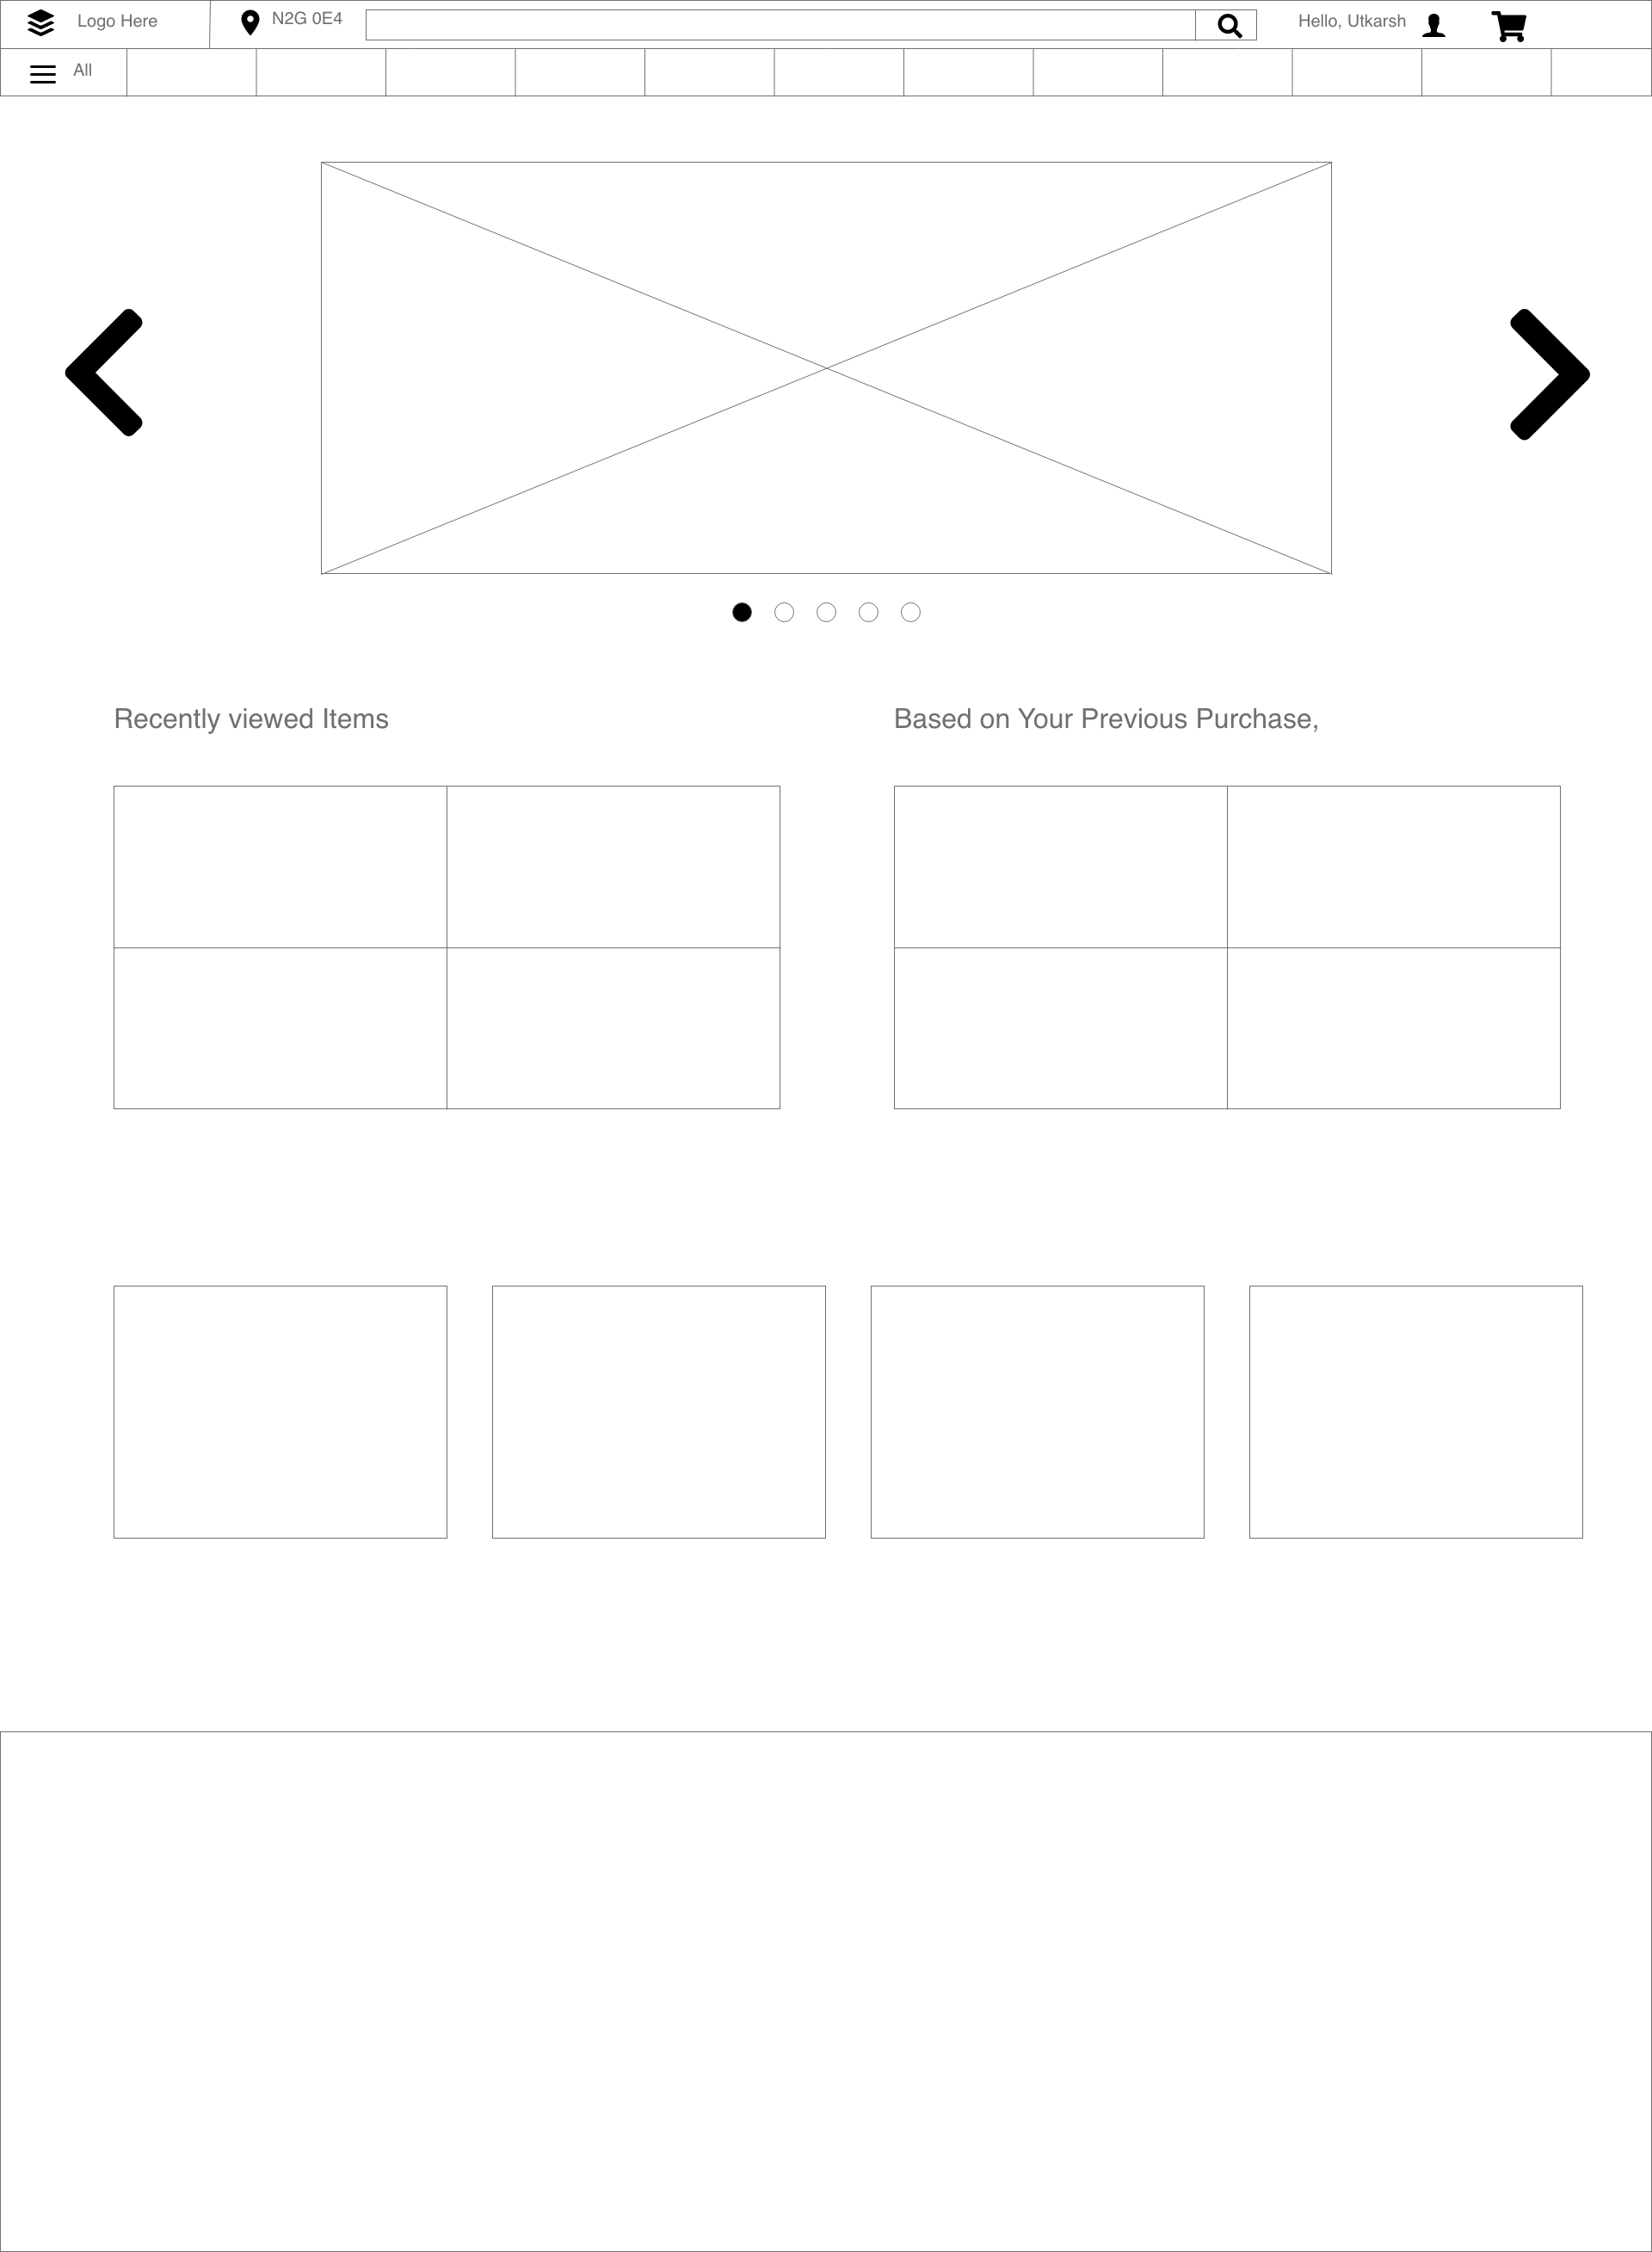 Logo Here
N2G 0E4
Hello, Utkarsh
All
Recently viewed Items
Based on Your Previous Purchase,